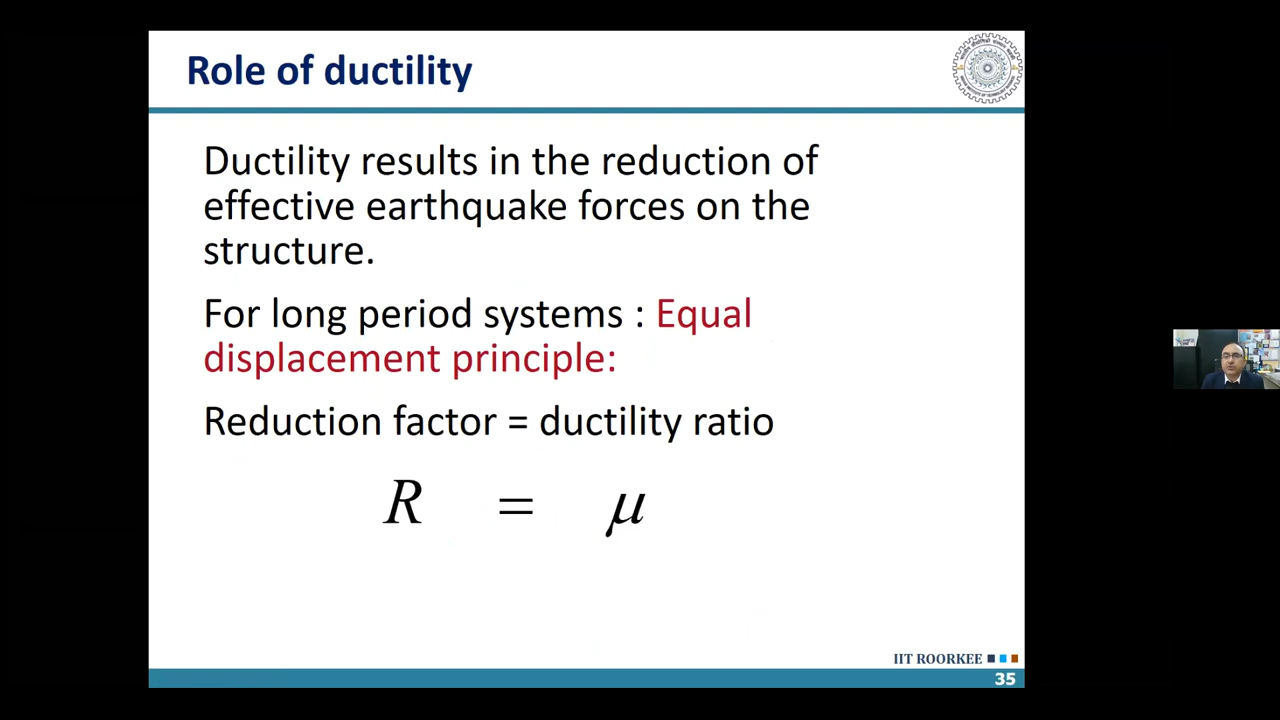 Role of ductility
Ductility results in the reduction of
effective earthquake forces on the
structure.
For long period systems : Equal
displacement principle:
Reduction factor = ductility ratio
R = μ
IIT ROORKEE
35